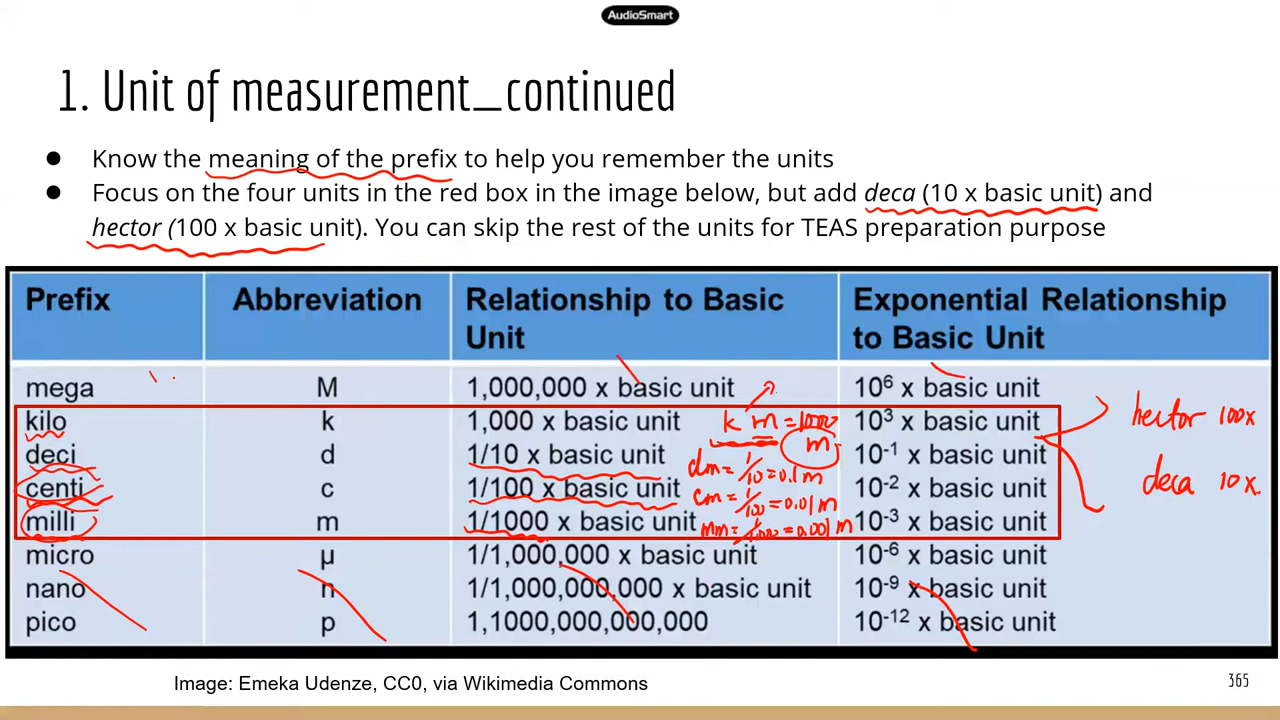 AudioSmart
1. Unit of measurement_continued
● Know the meaning of the prefix to help you remember the units
● Focus on the four units in the red box in the image below, but add deca (10 x basic unit) and
hector (100 x basic unit). You can skip the rest of the units for TEAS preparation purpose
Prefix Abbreviation Relationship to Basic Unit Exponential Relationship to Basic Unit
mega M 1,000,000 x basic unit 10⁶ x basic unit
kilo k 1,000 x basic unit km = 1000 m 10³ x basic unit
hector 100x
deci d 1/10 x basic unit dm = 1/10 = 0.1m 10⁻¹ x basic unit
deca 10x
centi c 1/100 x basic unit cm = 1/100 = 0.01m 10⁻² x basic unit
milli m 1/1000 x basic unit mm = 1/1000 = 0.001m 10⁻³ x basic unit
micro µ 1/1,000,000 x basic unit 10⁻⁶ x basic unit
nano n 1/1,000,000,000 x basic unit 10⁻⁹ x basic unit
pico p 1,1000,000,000,000 10⁻¹² x basic unit
Image: Emeka Udenze, CC0, via Wikimedia Commons
365